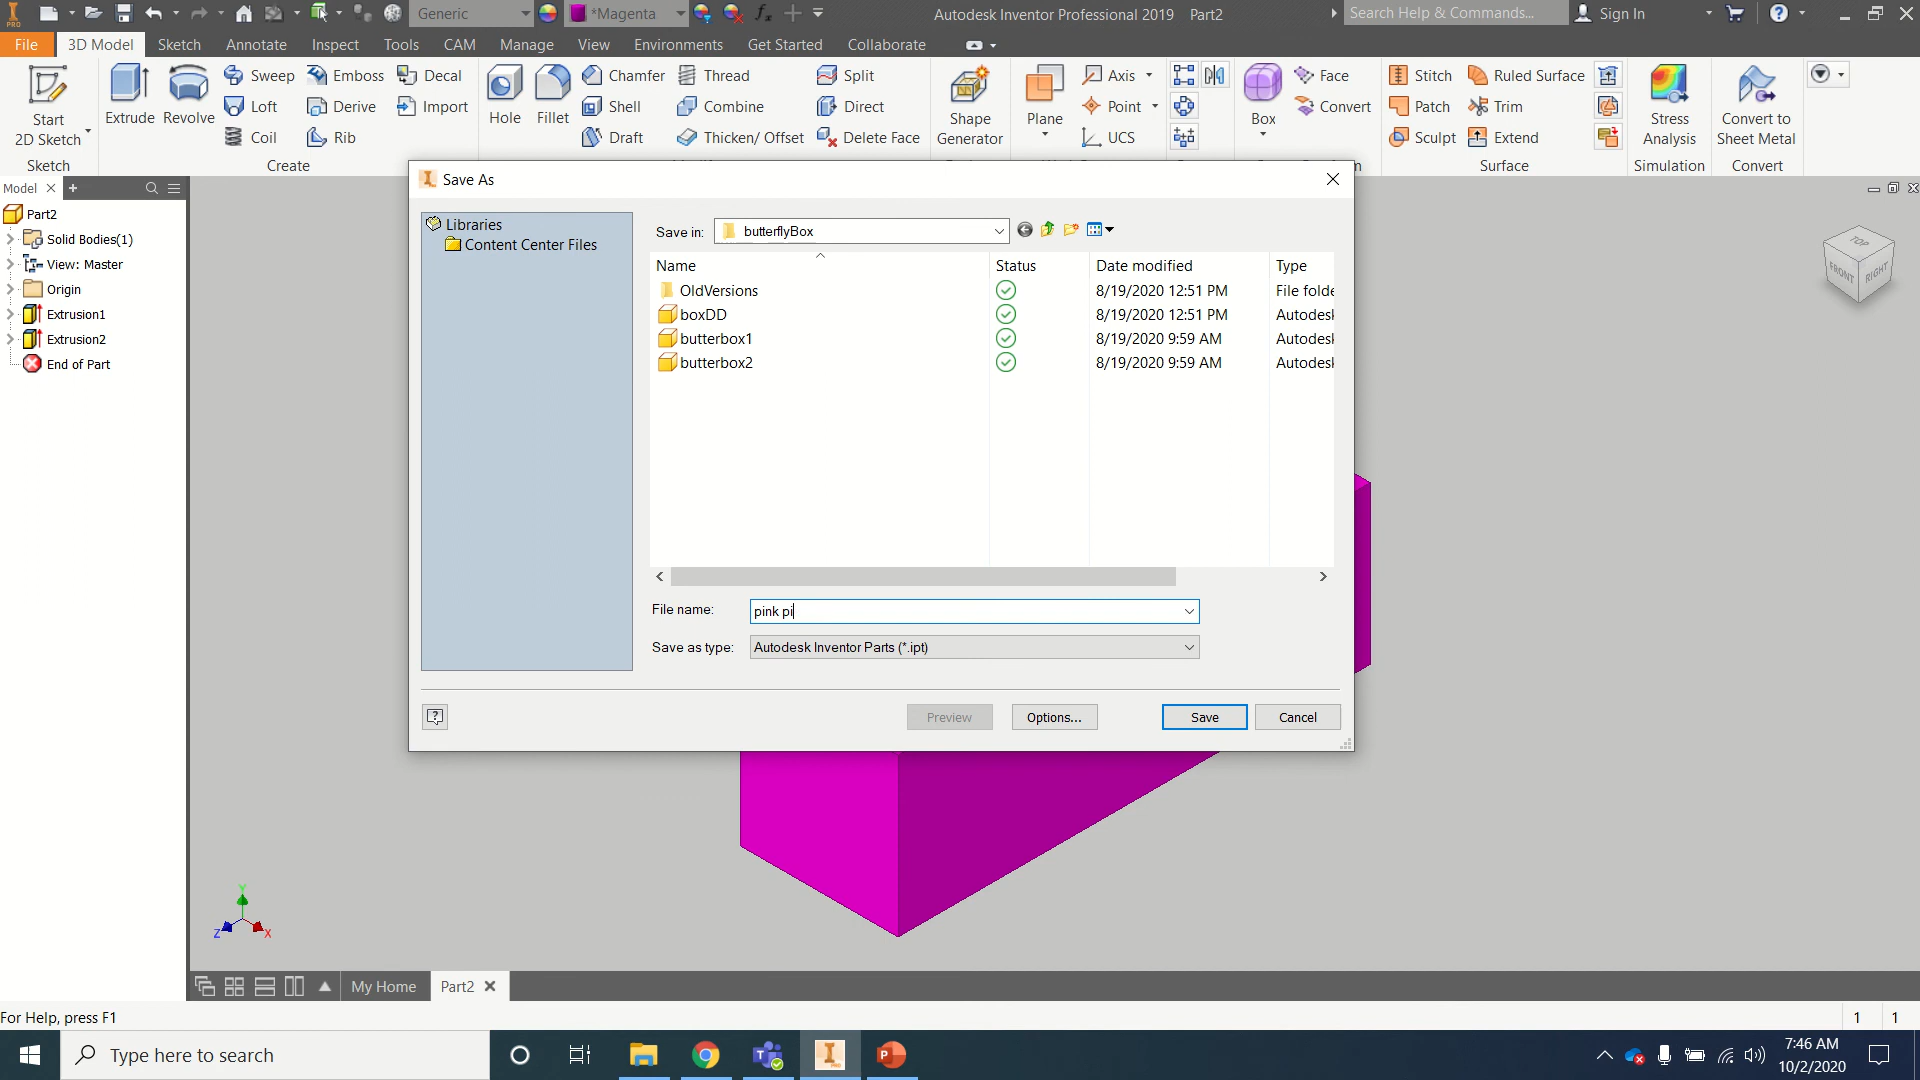 Generic
*Magenta
Autodesk Inventor Professional 2019 Part2
Search Help & Commands...
Sign In
PRO
File 3D Model Sketch Annotate Inspect Tools CAM Manage View Environments Get Started Collaborate
Start
2D Sketch
Sketch
Extrude
Revolve
Sweep Emboss Decal
Loft Derive Import
Coil Rib
Create
Hole
Fillet
Chamfer Thread Split
Shell Combine Direct
Draft Thicken/ Offset Delete Face
Shape
Generator
Plane
Axis
Point
UCS
Box
Face
Convert
Stitch Ruled Surface
Patch Trim
Sculpt Extend
Surface
Stress
Analysis
Simulation
Convert to
Sheet Metal
Convert
Model
Part2
Solid Bodies(1)
View: Master
Origin
Extrusion1
Extrusion2
End of Part
Save As
Libraries
Content Center Files
Save in: butterflyBox
Name Status Date modified Type
OldVersions 8/19/2020 12:51 PM File folde
boxDD 8/19/2020 12:51 PM Autodesk
butterbox1 8/19/2020 9:59 AM Autodesk
butterbox2 8/19/2020 9:59 AM Autodesk
File name: pink pi
Save as type: Autodesk Inventor Parts (*.ipt)
Preview Options... Save Cancel
TOP
FRONT RIGHT
Y
Z X
My Home Part2
For Help, press F1
1 1
Type here to search
7:46 AM
10/2/2020